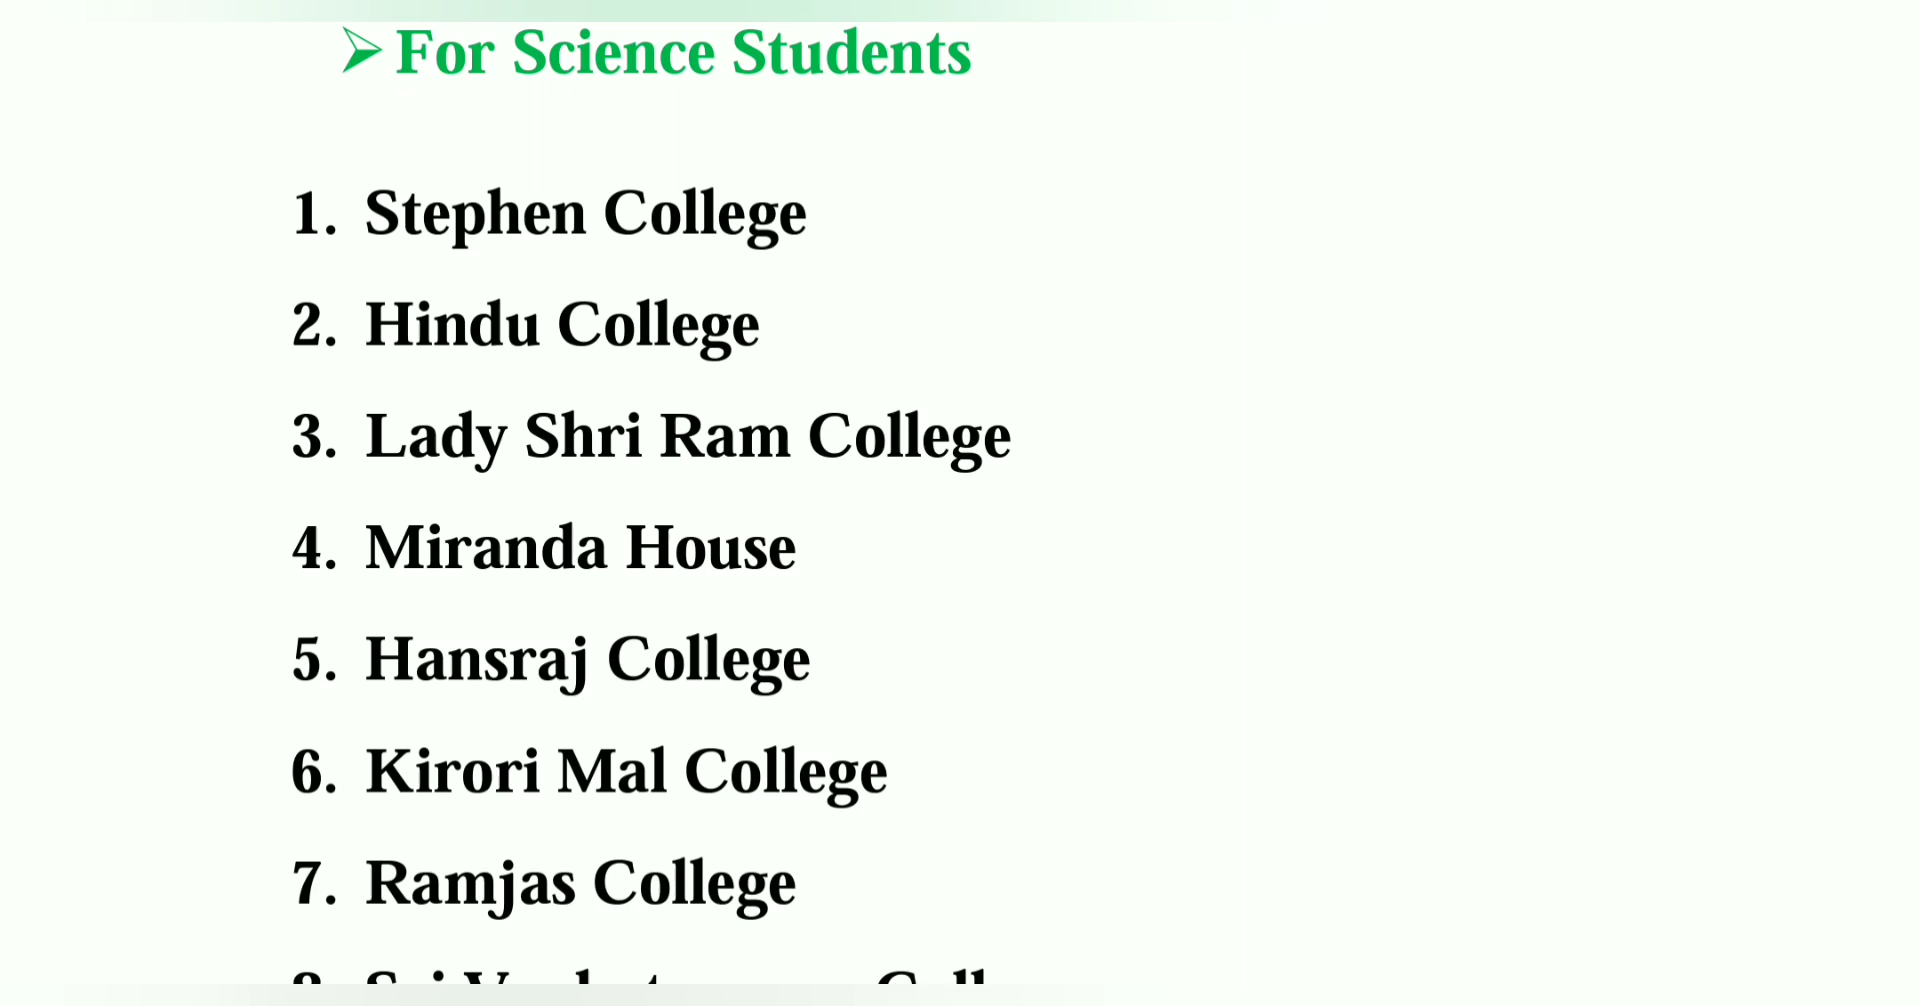 ➢ For Science Students
1. Stephen College
2. Hindu College
3. Lady Shri Ram College
4. Miranda House
5. Hansraj College
6. Kirori Mal College
7. Ramjas College